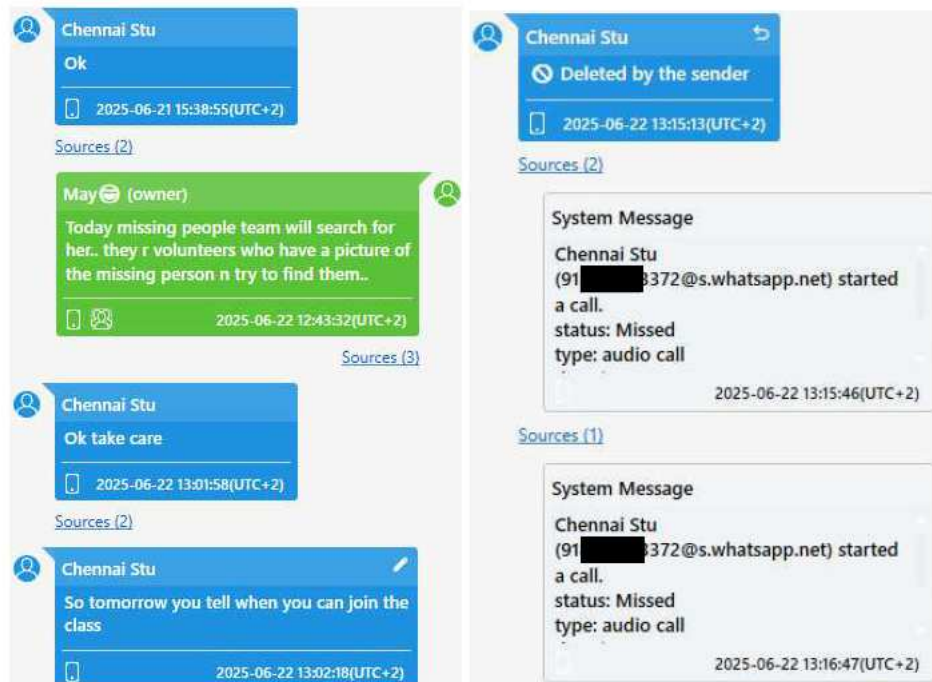 Chennai Stu
Ok
2025-06-21 15:38:55(UTC+2)
Sources (2)
May😁 (owner)
Today missing people team will search for
her.. they r volunteers who have a picture of
the missing person n try to find them..
2025-06-22 12:43:32(UTC+2)
Sources (3)
Chennai Stu
Ok take care
2025-06-22 13:01:58(UTC+2)
Sources (2)
Chennai Stu
So tomorrow you tell when you can join the
class
2025-06-22 13:02:18(UTC+2)
Chennai Stu
Deleted by the sender
2025-06-22 13:15:13(UTC+2)
Sources (2)
System Message
Chennai Stu
(91 3372@s.whatsapp.net) started
a call.
status: Missed
type: audio call
2025-06-22 13:15:46(UTC+2)
Sources (1)
System Message
Chennai Stu
(91 3372@s.whatsapp.net) started
a call.
status: Missed
type: audio call
2025-06-22 13:16:47(UTC+2)